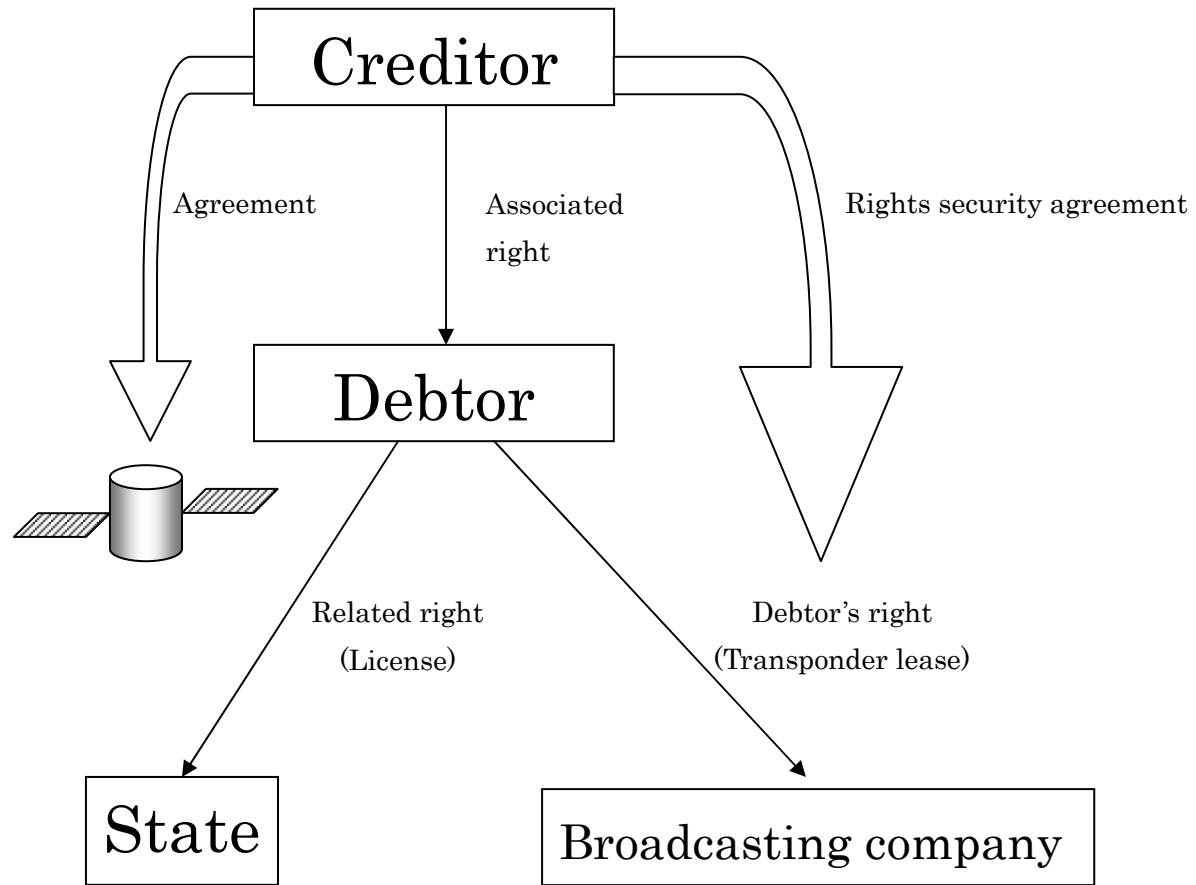 Creditor
Agreement
Associated
right
Rights security agreement
Debtor
Related right
(License)
Debtor’s right
(Transponder lease)
State
Broadcasting company